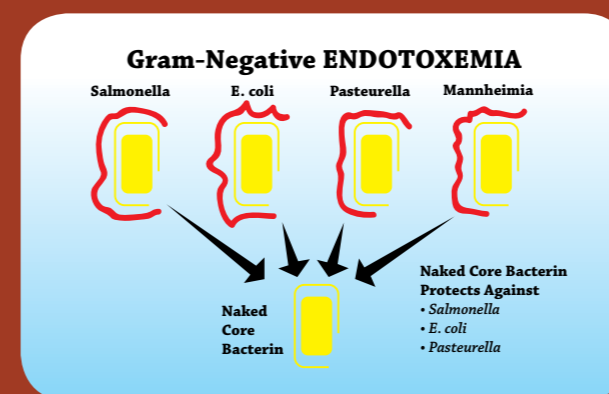 Gram-Negative ENDOTOXEMIA
Salmonella
E. coli
Pasteurella
Mannheimia
Naked
Core
Bacterin
Naked Core Bacterin
Protects Against
• Salmonella
• E. coli
• Pasteurella